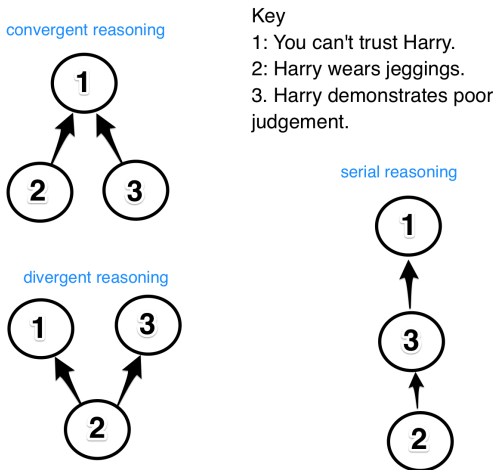 convergent reasoning
1
2
3
Key
1: You can't trust Harry.
2: Harry wears jeggings.
3. Harry demonstrates poor
judgement.
divergent reasoning
1
3
2
serial reasoning
1
3
2